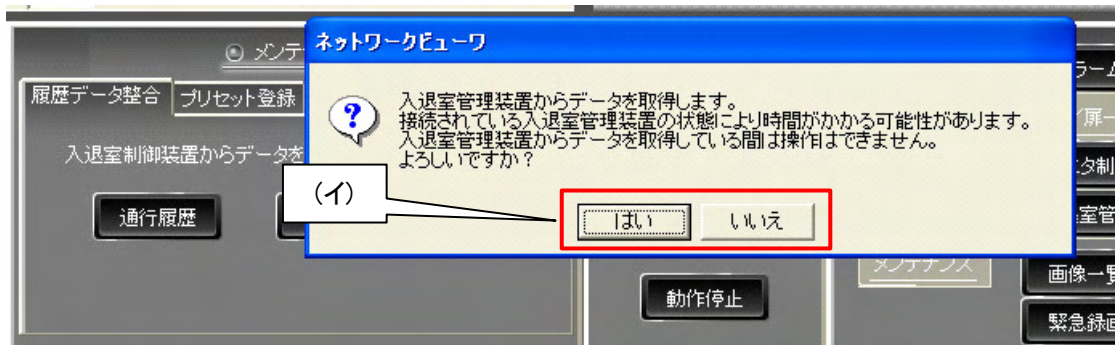 メンテ
ネットワークビューワ
履歴データ整合
プリセット登録
入退室管理装置からデータを取得します。
接続されている入退室管理装置の状態により時間がかかる可能性があります。
入退室管理装置からデータを取得している間は操作はできません。
よろしいですか?
入退室制御装置からデータを
(イ)
はい
いいえ
通行履歴
動作停止
メンテナンス
画像一
緊急録